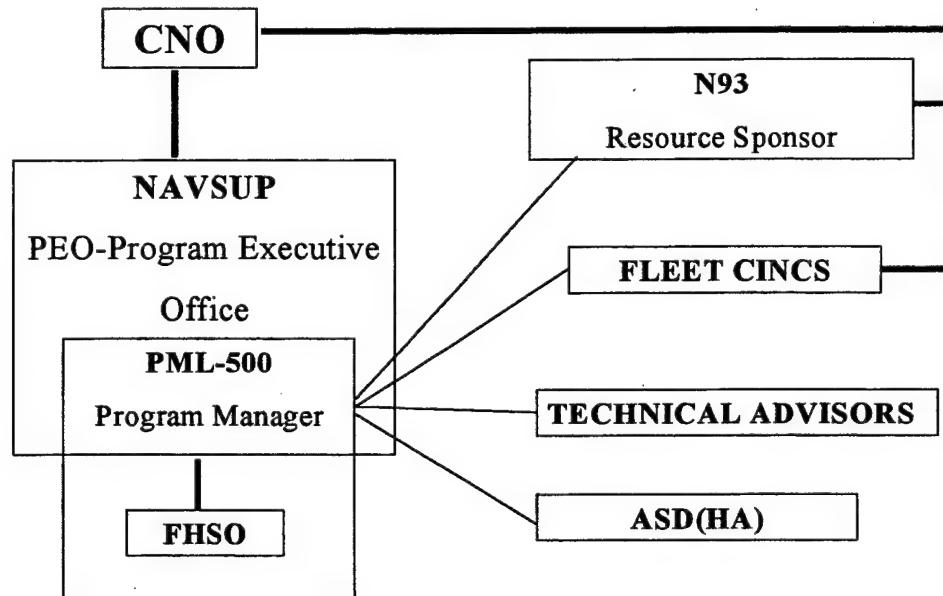 CNO
N93
Resource Sponsor
NAVSUP
PEO-Program Executive
Office
FLEET CINCS
PML-500
Program Manager
TECHNICAL ADVISORS
FHSO
ASD(HA)